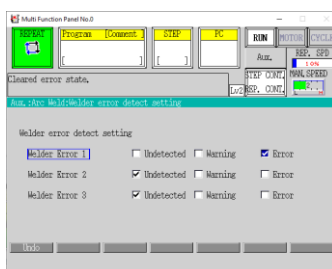 Multi Function Panel No.0
REPEAT Program [Comment ] STEP PC RUN MOTOR CYCLE
[ ] [ ] Aux. REP. SPD
10%
Cleared error state. Lv2 STEP CONT. MAN.SPEED
REP. CONT.
Aux.:Arc Weld:Welder error detect setting
Welder error detect setting
Welder Error 1 Undetected Warning Error
Welder Error 2 Undetected Warning Error
Welder Error 3 Undetected Warning Error
Undo